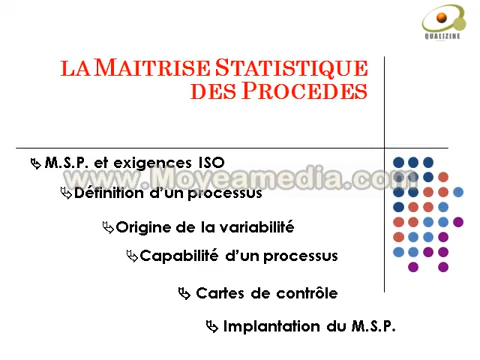 QUALIZINE
LA MAITRISE STATISTIQUE
DES PROCEDES
M.S.P. et exigences ISO
www.Moyeamedia.com
Définition d'un processus
Origine de la variabilité
Capabilité d'un processus
Cartes de contrôle
Implantation du M.S.P.